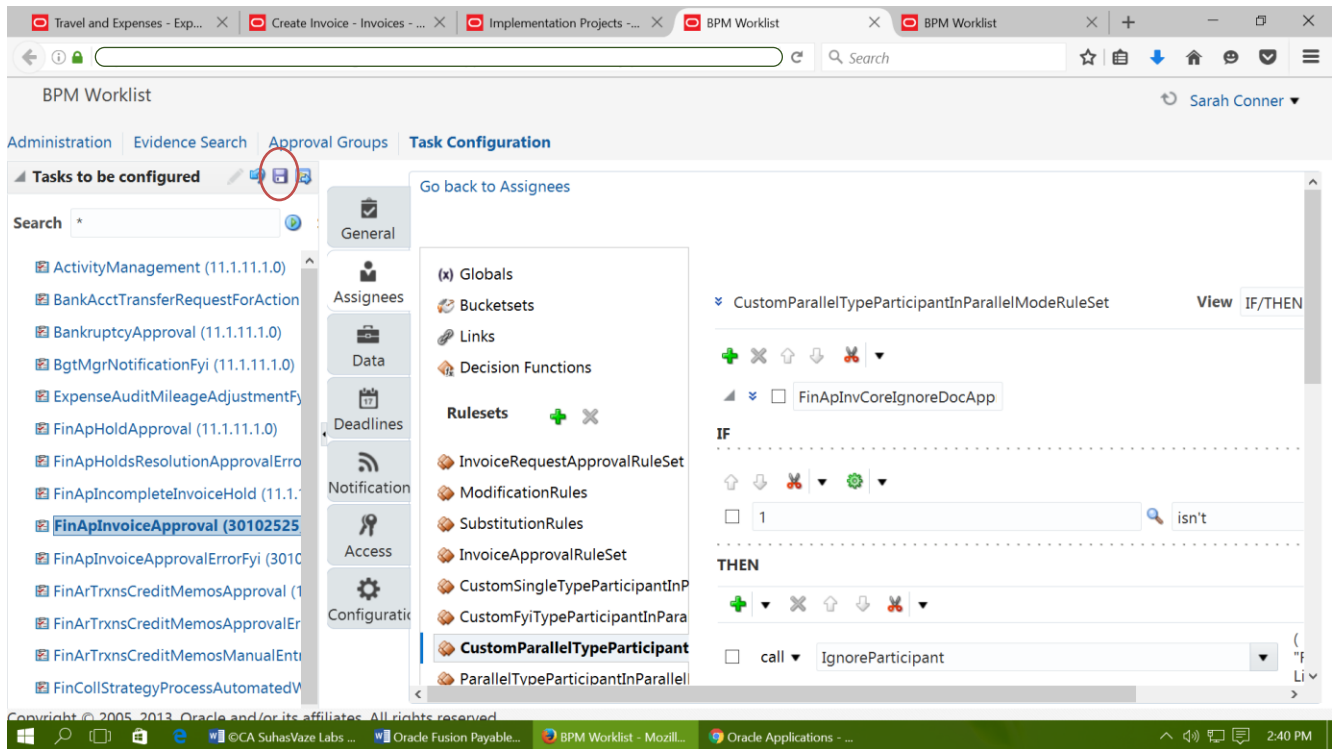 Travel and Expenses - Exp... Create Invoice - Invoices - ... Implementation Projects -... BPM Worklist BPM Worklist
Search
BPM Worklist
Sarah Conner
Administration Evidence Search Approval Groups Task Configuration
Tasks to be configured
Search *
ActivityManagement (11.1.11.1.0)
BankAcctTransferRequestForAction
BankruptcyApproval (11.1.11.1.0)
BgtMgrNotificationFyi (11.1.11.1.0)
ExpenseAuditMileageAdjustmentFy
FinApHoldApproval (11.1.11.1.0)
FinApHoldsResolutionApprovalErro
FinApIncompleteInvoiceHold (11.1.
FinApInvoiceApproval (30102525
FinApInvoiceApprovalErrorFyi (3010
FinArTrxnsCreditMemosApproval (1
FinArTrxnsCreditMemosApprovalEr
FinArTrxnsCreditMemosManualEntr
FinCollStrategyProcessAutomatedW
General
Assignees
Data
17
Deadlines
Notification
Access
Configuratio
Go back to Assignees
(x) Globals
Bucketsets
Links
Decision Functions
Rulesets
InvoiceRequestApprovalRuleSet
ModificationRules
SubstitutionRules
InvoiceApprovalRuleSet
CustomSingleTypeParticipantInP
CustomFyiTypeParticipantInPara
CustomParallelTypeParticipant
ParallelTypeParticipantInParallel
CustomParallelTypeParticipantInParallelModeRuleSet View IF/THEN
FinApInvCoreIgnoreDocApp
IF
1 isn't
THEN
call IgnoreParticipant
(
"F
Li
Copyright © 2005, 2013, Oracle and/or its affiliates. All rights reserved
©CA SuhasVaze Labs ... Oracle Fusion Payable... BPM Worklist - Mozill... Oracle Applications - ... 2:40 PM